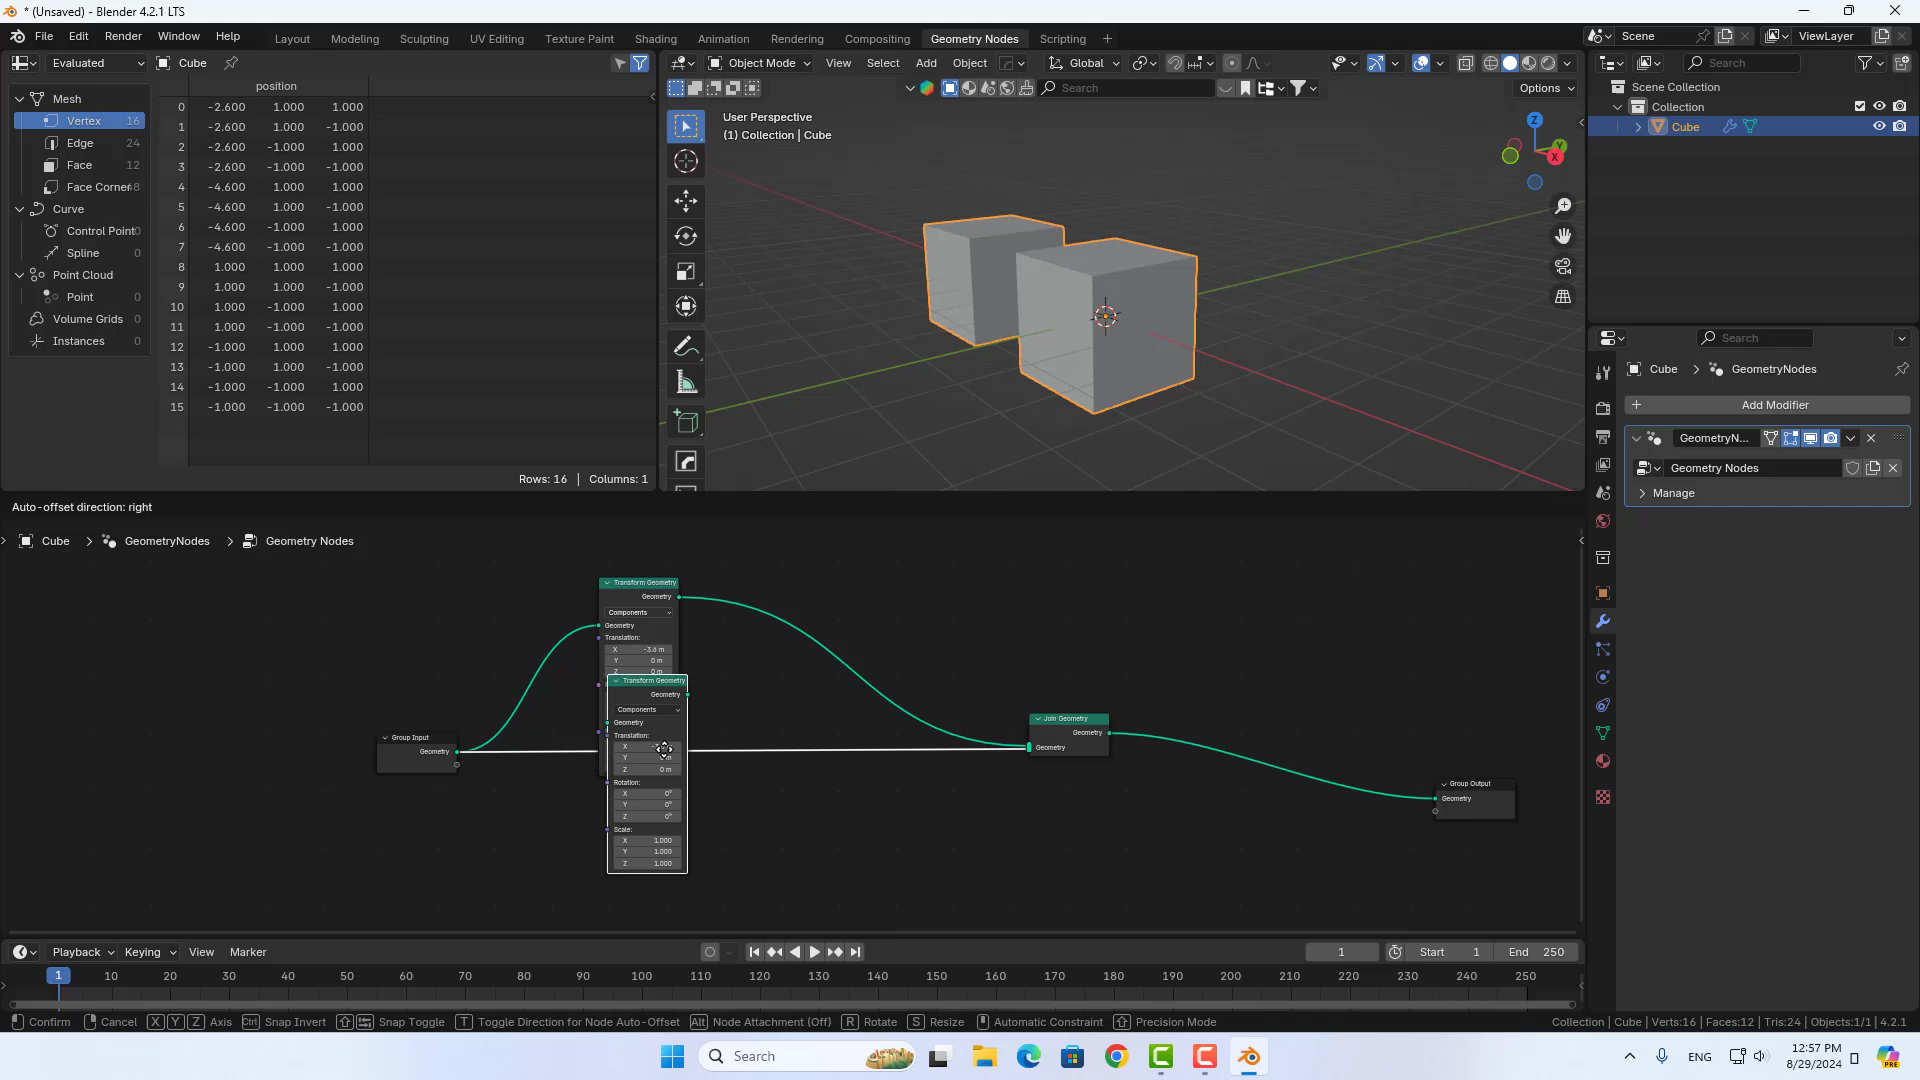 * (Unsaved) - Blender 4.2.1 LTS
File Edit Render Window Help Layout Modeling Sculpting UV Editing Texture Paint Shading Animation Rendering Compositing Geometry Nodes Scripting + Scene ViewLayer
Evaluated Cube Object Mode View Select Add Object Global Search
Search Options
position
Mesh
Vertex 16
Edge 24
Face 12
Face Corner 48
Curve
Control Point 0
Spline 0
Point Cloud
Point 0
Volume Grids 0
Instances 0
0 -2.600 1.000 1.000
1 -2.600 1.000 -1.000
2 -2.600 -1.000 1.000
3 -2.600 -1.000 -1.000
4 -4.600 1.000 1.000
5 -4.600 1.000 -1.000
6 -4.600 -1.000 1.000
7 -4.600 -1.000 -1.000
8 1.000 1.000 1.000
9 1.000 1.000 -1.000
10 1.000 -1.000 1.000
11 1.000 -1.000 -1.000
12 -1.000 1.000 1.000
13 -1.000 1.000 -1.000
14 -1.000 -1.000 1.000
15 -1.000 -1.000 -1.000
Rows: 16 | Columns: 1
User Perspective
(1) Collection | Cube
Z
Y
X
Scene Collection
Collection
Cube
Search
Cube > GeometryNodes
+ Add Modifier
GeometryN...
Geometry Nodes
Manage
Auto-offset direction: right
Cube > GeometryNodes > Geometry Nodes
Transform Geometry
Geometry
Components
Geometry
Translation:
X -3.6 m
Y 0 m
Z 0 m
Transform Geometry
Geometry
Components
Geometry
Translation:
X
Y
Z 0 m
Rotation:
X 0°
Y 0°
Z 0°
Scale:
X 1.000
Y 1.000
Z 1.000
Group Input
Geometry
Join Geometry
Geometry
Geometry
Group Output
Geometry
Playback Keying View Marker 1 Start 1 End 250
1 10 20 30 40 50 60 70 80 90 100 110 120 130 140 150 160 170 180 190 200 210 220 230 240 250
Confirm Cancel X Y Z Axis Ctrl Snap Invert Snap Toggle T Toggle Direction for Node Auto-Offset Alt Node Attachment (Off) R Rotate S Resize Automatic Constraint Precision Mode Collection | Cube | Verts:16 | Faces:12 | Tris:24 | Objects:1/1 | 4.2.1
Search
ENG
12:57 PM
8/29/2024
PRE